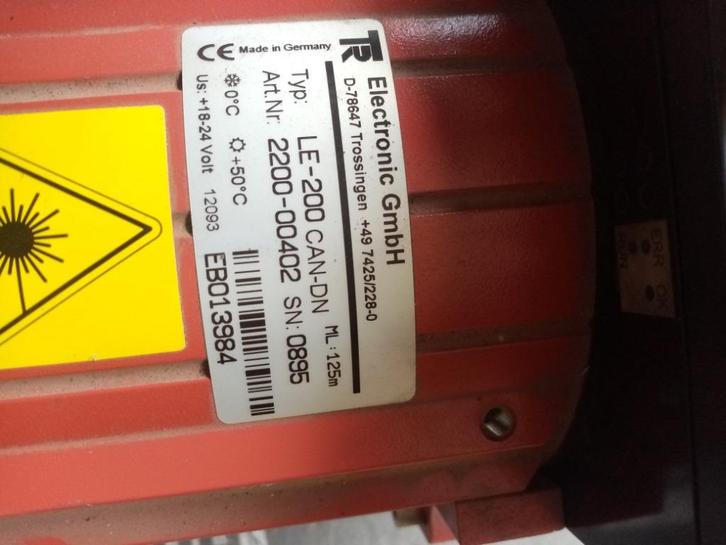 CE Made in Germany TR
Electronic GmbH
D-78647 Trossingen +49 7425/228-0
ML: 125m
Typ: LE-200 CAN-DN
Art.Nr: 2200-00402 SN: 0895
0°C +50°C
Us: +18-24 Volt 12093 EB013984
ERR OK
RUN